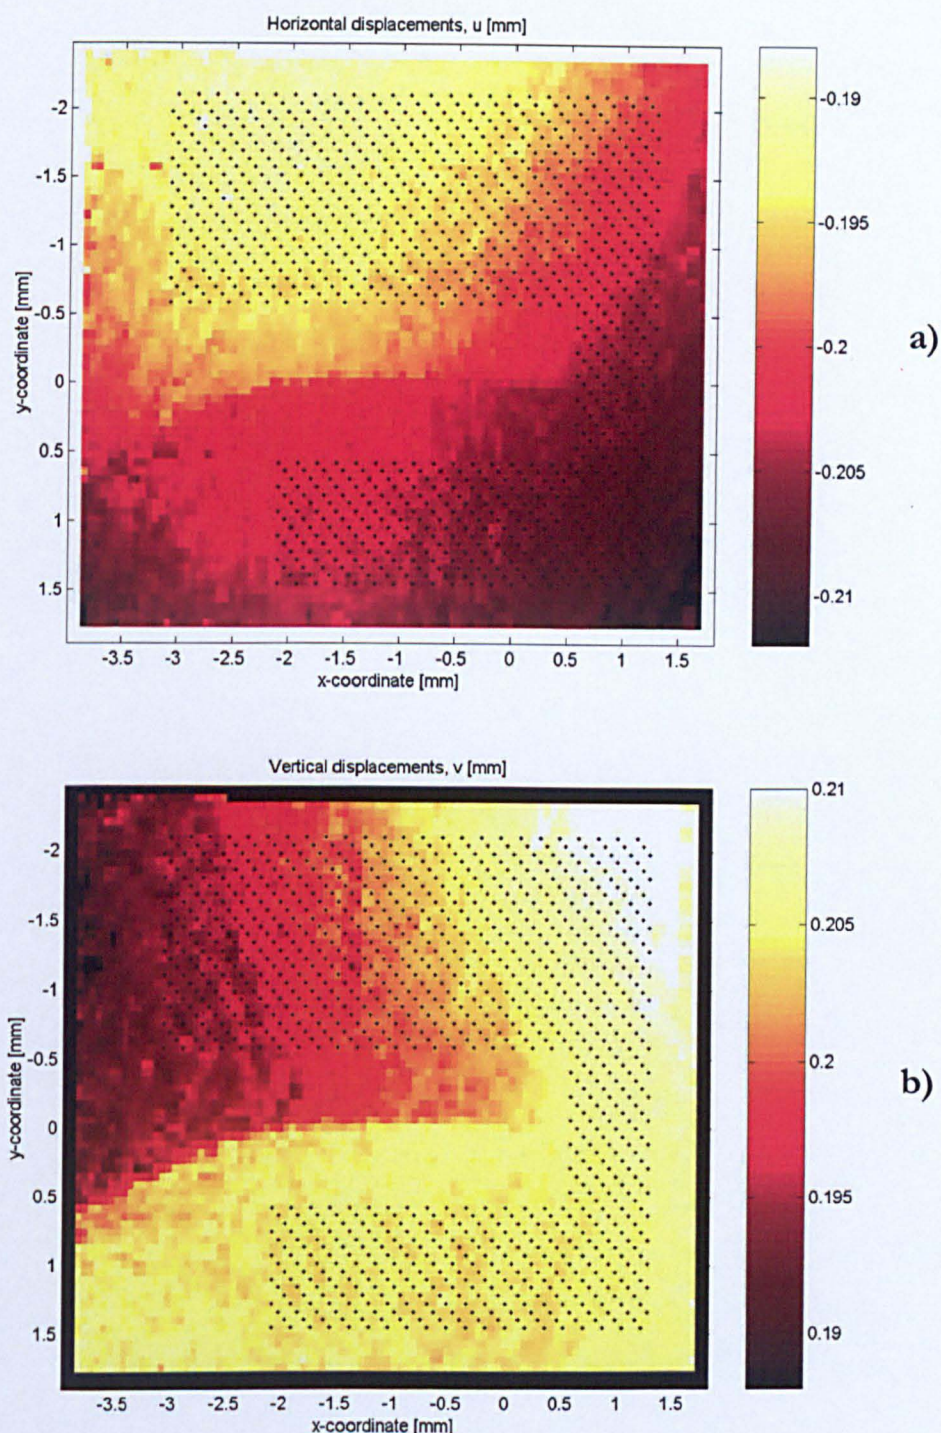 Horizontal displacements, u [mm]
-2
-1.5
-1
-0.5
0
0.5
1
1.5
y-coordinate [mm]
-3.5 -3 -2.5 -2 -1.5 -1 -0.5 0 0.5 1 1.5
x-coordinate [mm]
-0.19
-0.195
-0.2
-0.205
-0.21
a)
Vertical displacements, v [mm]
-2
-1.5
-1
-0.5
0
0.5
1
1.5
y-coordinate [mm]
-3.5 -3 -2.5 -2 -1.5 -1 -0.5 0 0.5 1 1.5
x-coordinate [mm]
0.21
0.205
0.2
0.195
0.19
b)